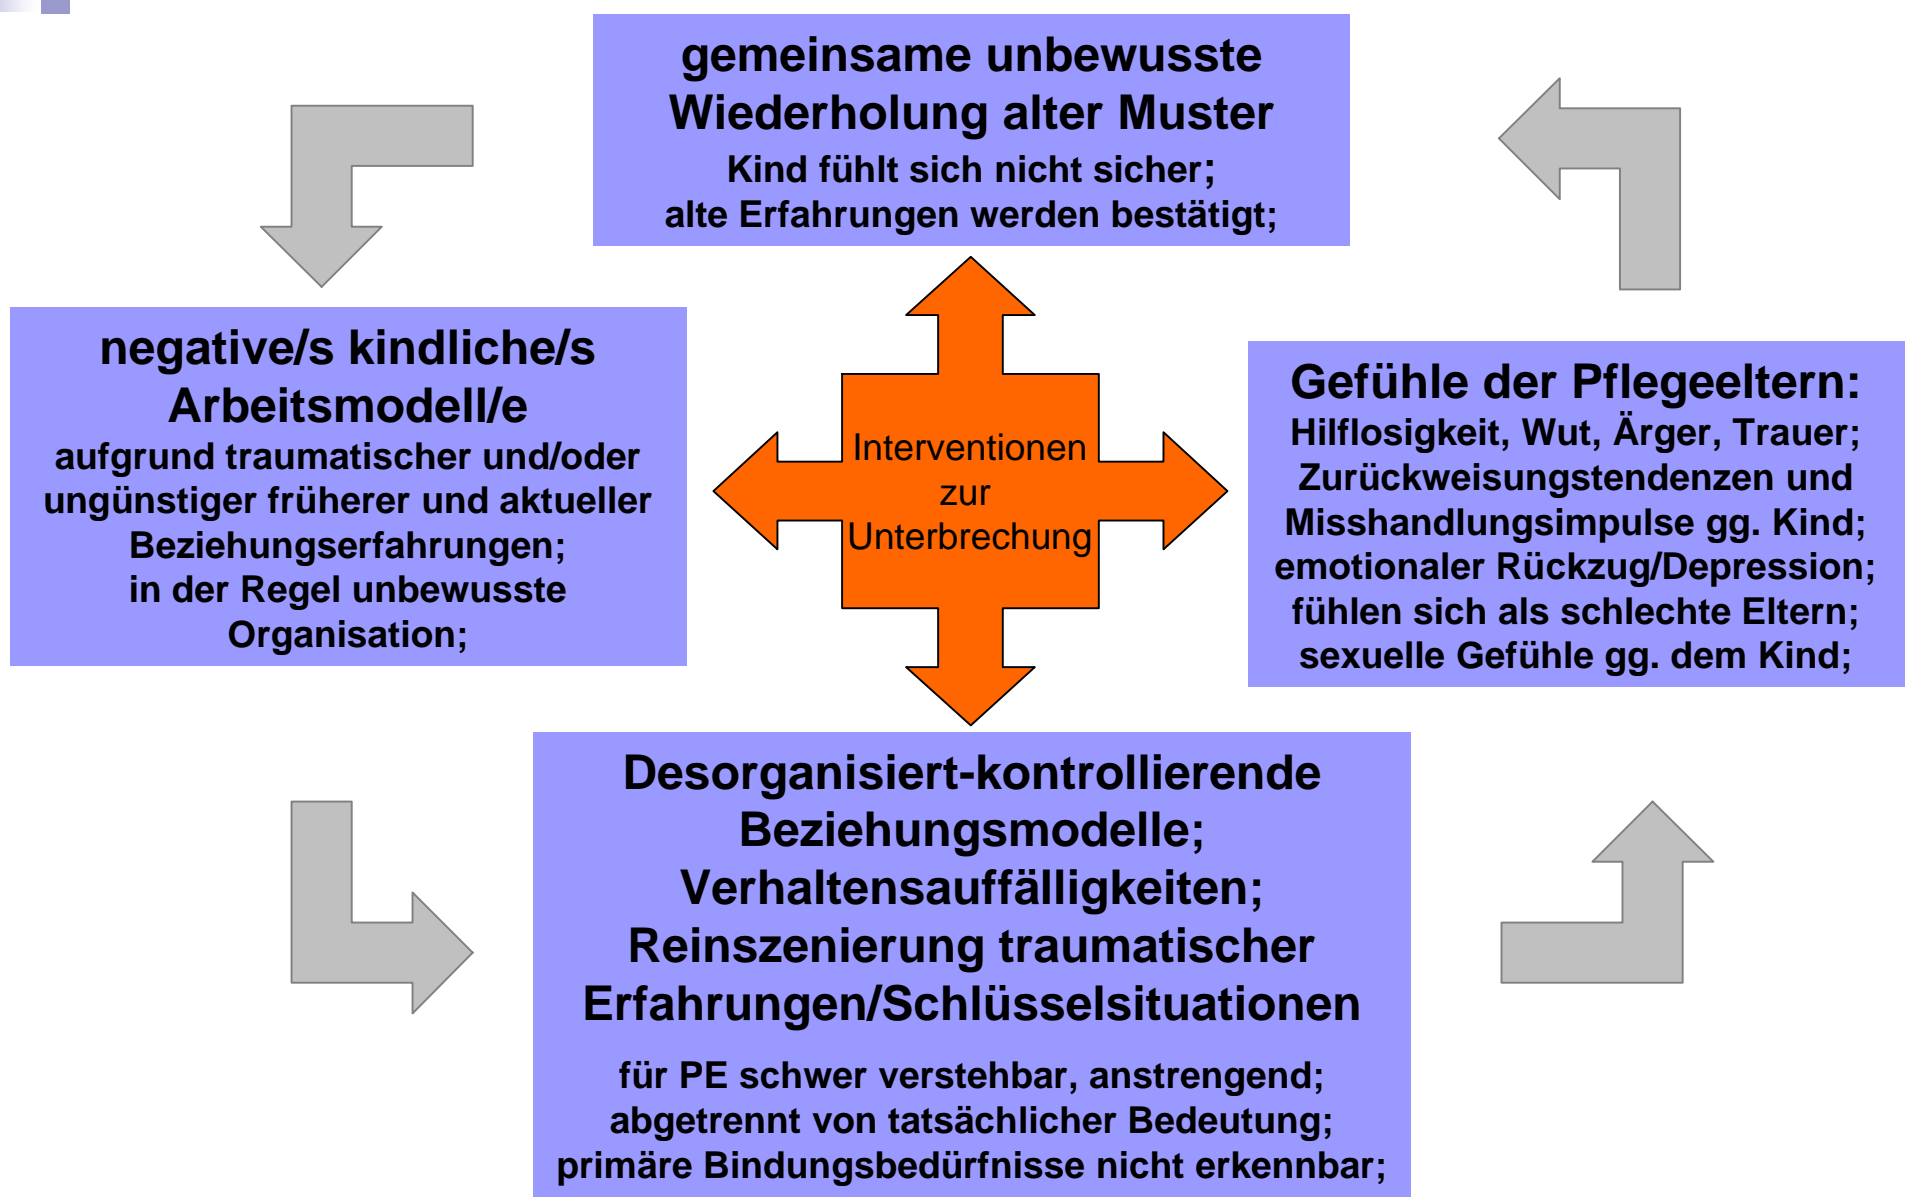 gemeinsame unbewusste
Wiederholung alter Muster
Kind fühlt sich nicht sicher;
alte Erfahrungen werden bestätigt;
negative/s kindliche/s
Arbeitsmodell/e
aufgrund traumatischer und/oder
ungünstiger früherer und aktueller
Beziehungserfahrungen;
in der Regel unbewusste
Organisation;
Interventionen
zur
Unterbrechung
Gefühle der Pflegeeltern:
Hilflosigkeit, Wut, Ärger, Trauer;
Zurückweisungstendenzen und
Misshandlungsimpulse gg. Kind;
emotionaler Rückzug/Depression;
fühlen sich als schlechte Eltern;
sexuelle Gefühle gg. dem Kind;
Desorganisiert-kontrollierende
Beziehungsmodelle;
Verhaltensauffälligkeiten;
Reinszenierung traumatischer
Erfahrungen/Schlüsselsituationen
für PE schwer verstehbar, anstrengend;
abgetrennt von tatsächlicher Bedeutung;
primäre Bindungsbedürfnisse nicht erkennbar;